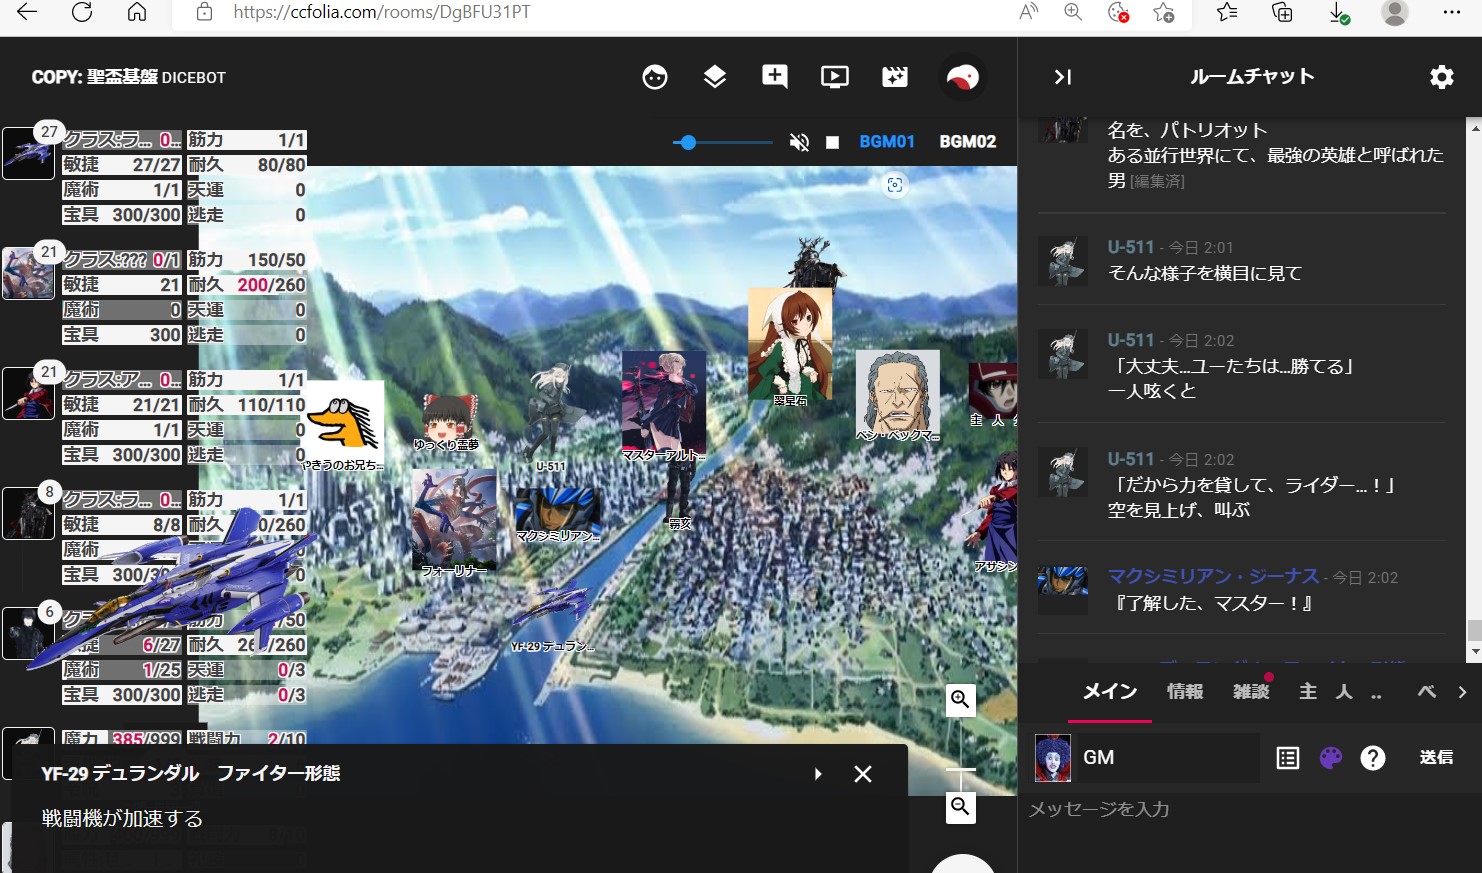 https://ccfolia.com/rooms/DgBFU31PT
COPY: 聖盃基盤 DICEBOT
ルームチャット
BGM01 BGM02
27
クラス:ラ... 0... 筋力 1/1
敏捷 27/27 耐久 80/80
魔術 1/1 天運 0
宝具 300/300 逃走 0
21
クラス:??? 0/1 筋力 150/50
敏捷 21 耐久 200/260
魔術 0 天運 0
宝具 300 逃走 0
21
クラス:ア... 0... 筋力 1/1
敏捷 21/21 耐久 110/110
魔術 1/1 天運 0
宝具 300/300 逃走 0
8
クラス:ラ... 0... 筋力 1/1
敏捷 8/8 耐久 0/260
魔術 0
宝具 300/30 0
6
クラ /50
捷 6/27 耐久 26 /260
魔術 1/25 天運 0/3
宝具 300/300 逃走 0/3
魔力 385/999 戦闘力 2/10
翠星石
主 人
ベン・ベックマ...
ゆっくり霊夢
マスターアルト...
やきうのお兄ち...
U-511
霧亥
マクシミリアン...
アサシン
フォーリナー
YF-29 デュラン...
YF-29 デュランダル ファイター形態
戦闘機が加速する
名を、パトリオット
ある並行世界にて、最強の英雄と呼ばれた
男 [編集済]
U-511 - 今日 2:01
そんな様子を横目に見て
U-511 - 今日 2:02
「大丈夫...ユーたちは...勝てる」
一人呟くと
U-511 - 今日 2:02
「だから力を貸して、ライダー...！」
空を見上げ、叫ぶ
マクシミリアン・ジーナス - 今日 2:02
『了解した、マスター！』
メイン 情報 雑談 主 人 .. ベ
GM
送信
メッセージを入力